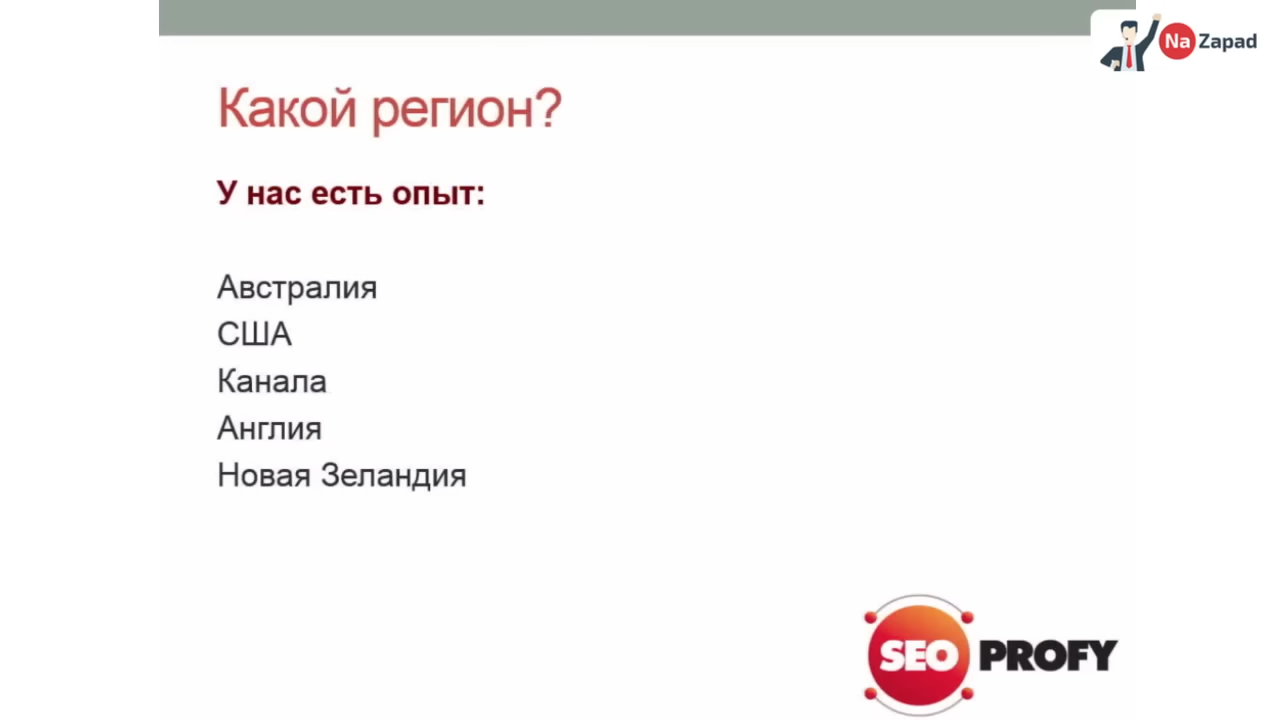 Na Zapad
Какой регион?
У нас есть опыт:
Австралия
США
Канала
Англия
Новая Зеландия
SEO PROFY